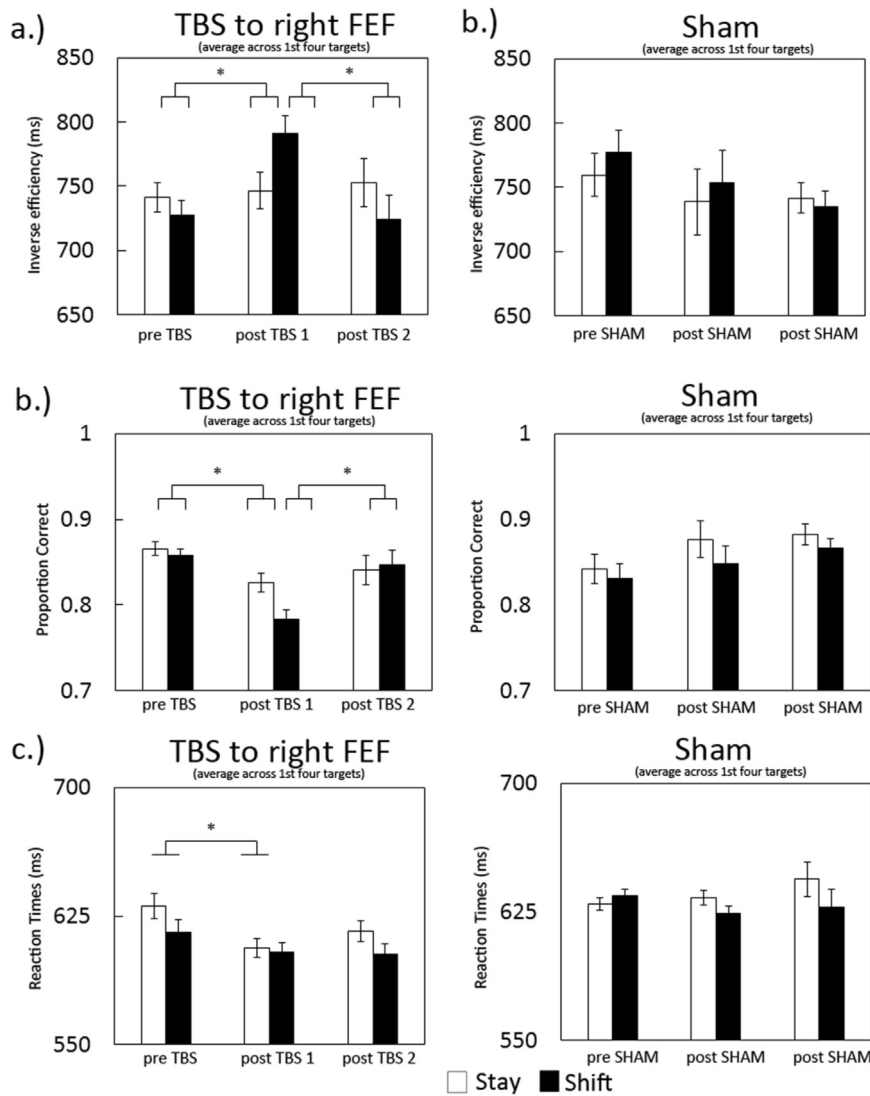 a.)
TBS to right FEF
(average across 1st four targets)
Inverse efficiency (ms)
850
800
750
700
650
*
*
pre TBS
post TBS 1
post TBS 2
b.)
Sham
(average across 1st four targets)
Inverse efficiency (ms)
850
800
750
700
650
pre SHAM
post SHAM
post SHAM
b.)
TBS to right FEF
(average across 1st four targets)
Proportion Correct
1
0.9
0.8
0.7
*
*
pre TBS
post TBS 1
post TBS 2
Sham
(average across 1st four targets)
Proportion Correct
1
0.9
0.8
0.7
pre SHAM
post SHAM
post SHAM
c.)
TBS to right FEF
(average across 1st four targets)
Reaction Times (ms)
700
625
550
*
pre TBS
post TBS 1
post TBS 2
Sham
(average across 1st four targets)
Reaction Times (ms)
700
625
550
pre SHAM
post SHAM
post SHAM
Stay
Shift